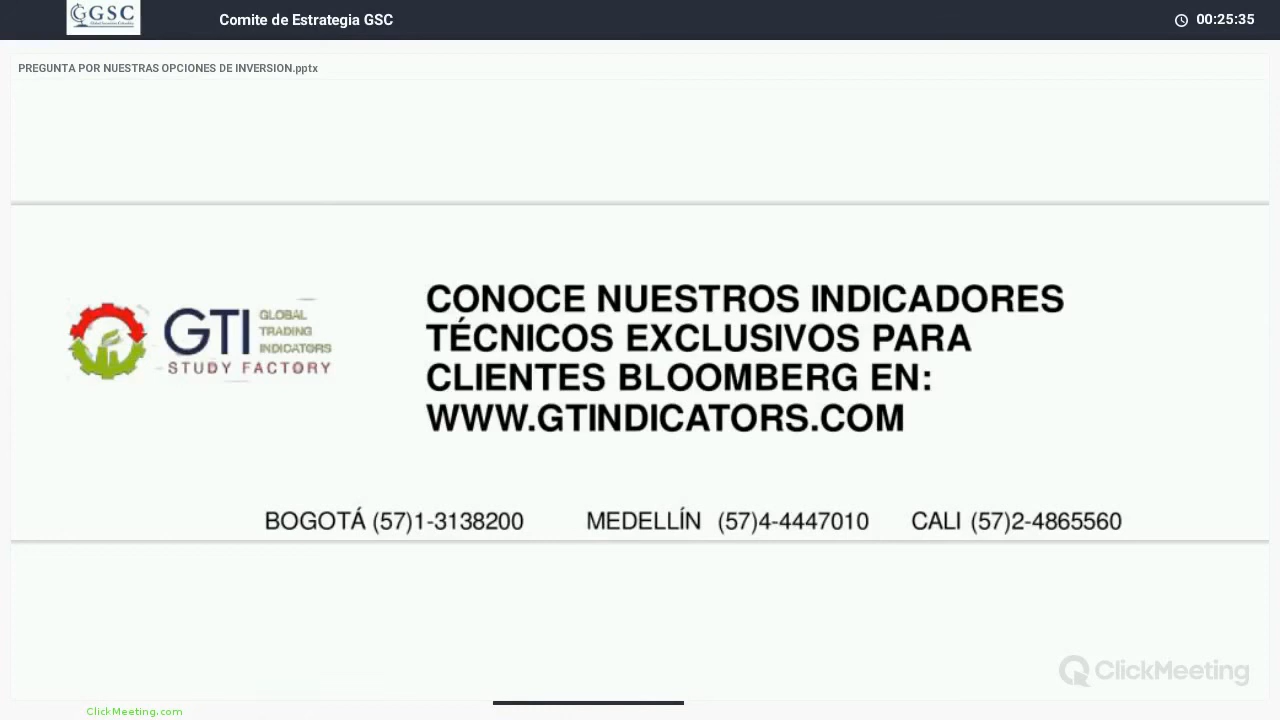 GSC
Comite de Estrategia GSC
00:25:35
PREGUNTA POR NUESTRAS OPCIONES DE INVERSION.pptx
GTI
GLOBAL
TRADING
INDICATORS
STUDY FACTORY
CONOCE NUESTROS INDICADORES
TÉCNICOS EXCLUSIVOS PARA
CLIENTES BLOOMBERG EN:
WWW.GTINDICATORS.COM
BOGOTÁ (57)1-3138200 MEDELLÍN (57)4-4447010 CALI (57)2-4865560
ClickMeeting
ClickMeeting.com